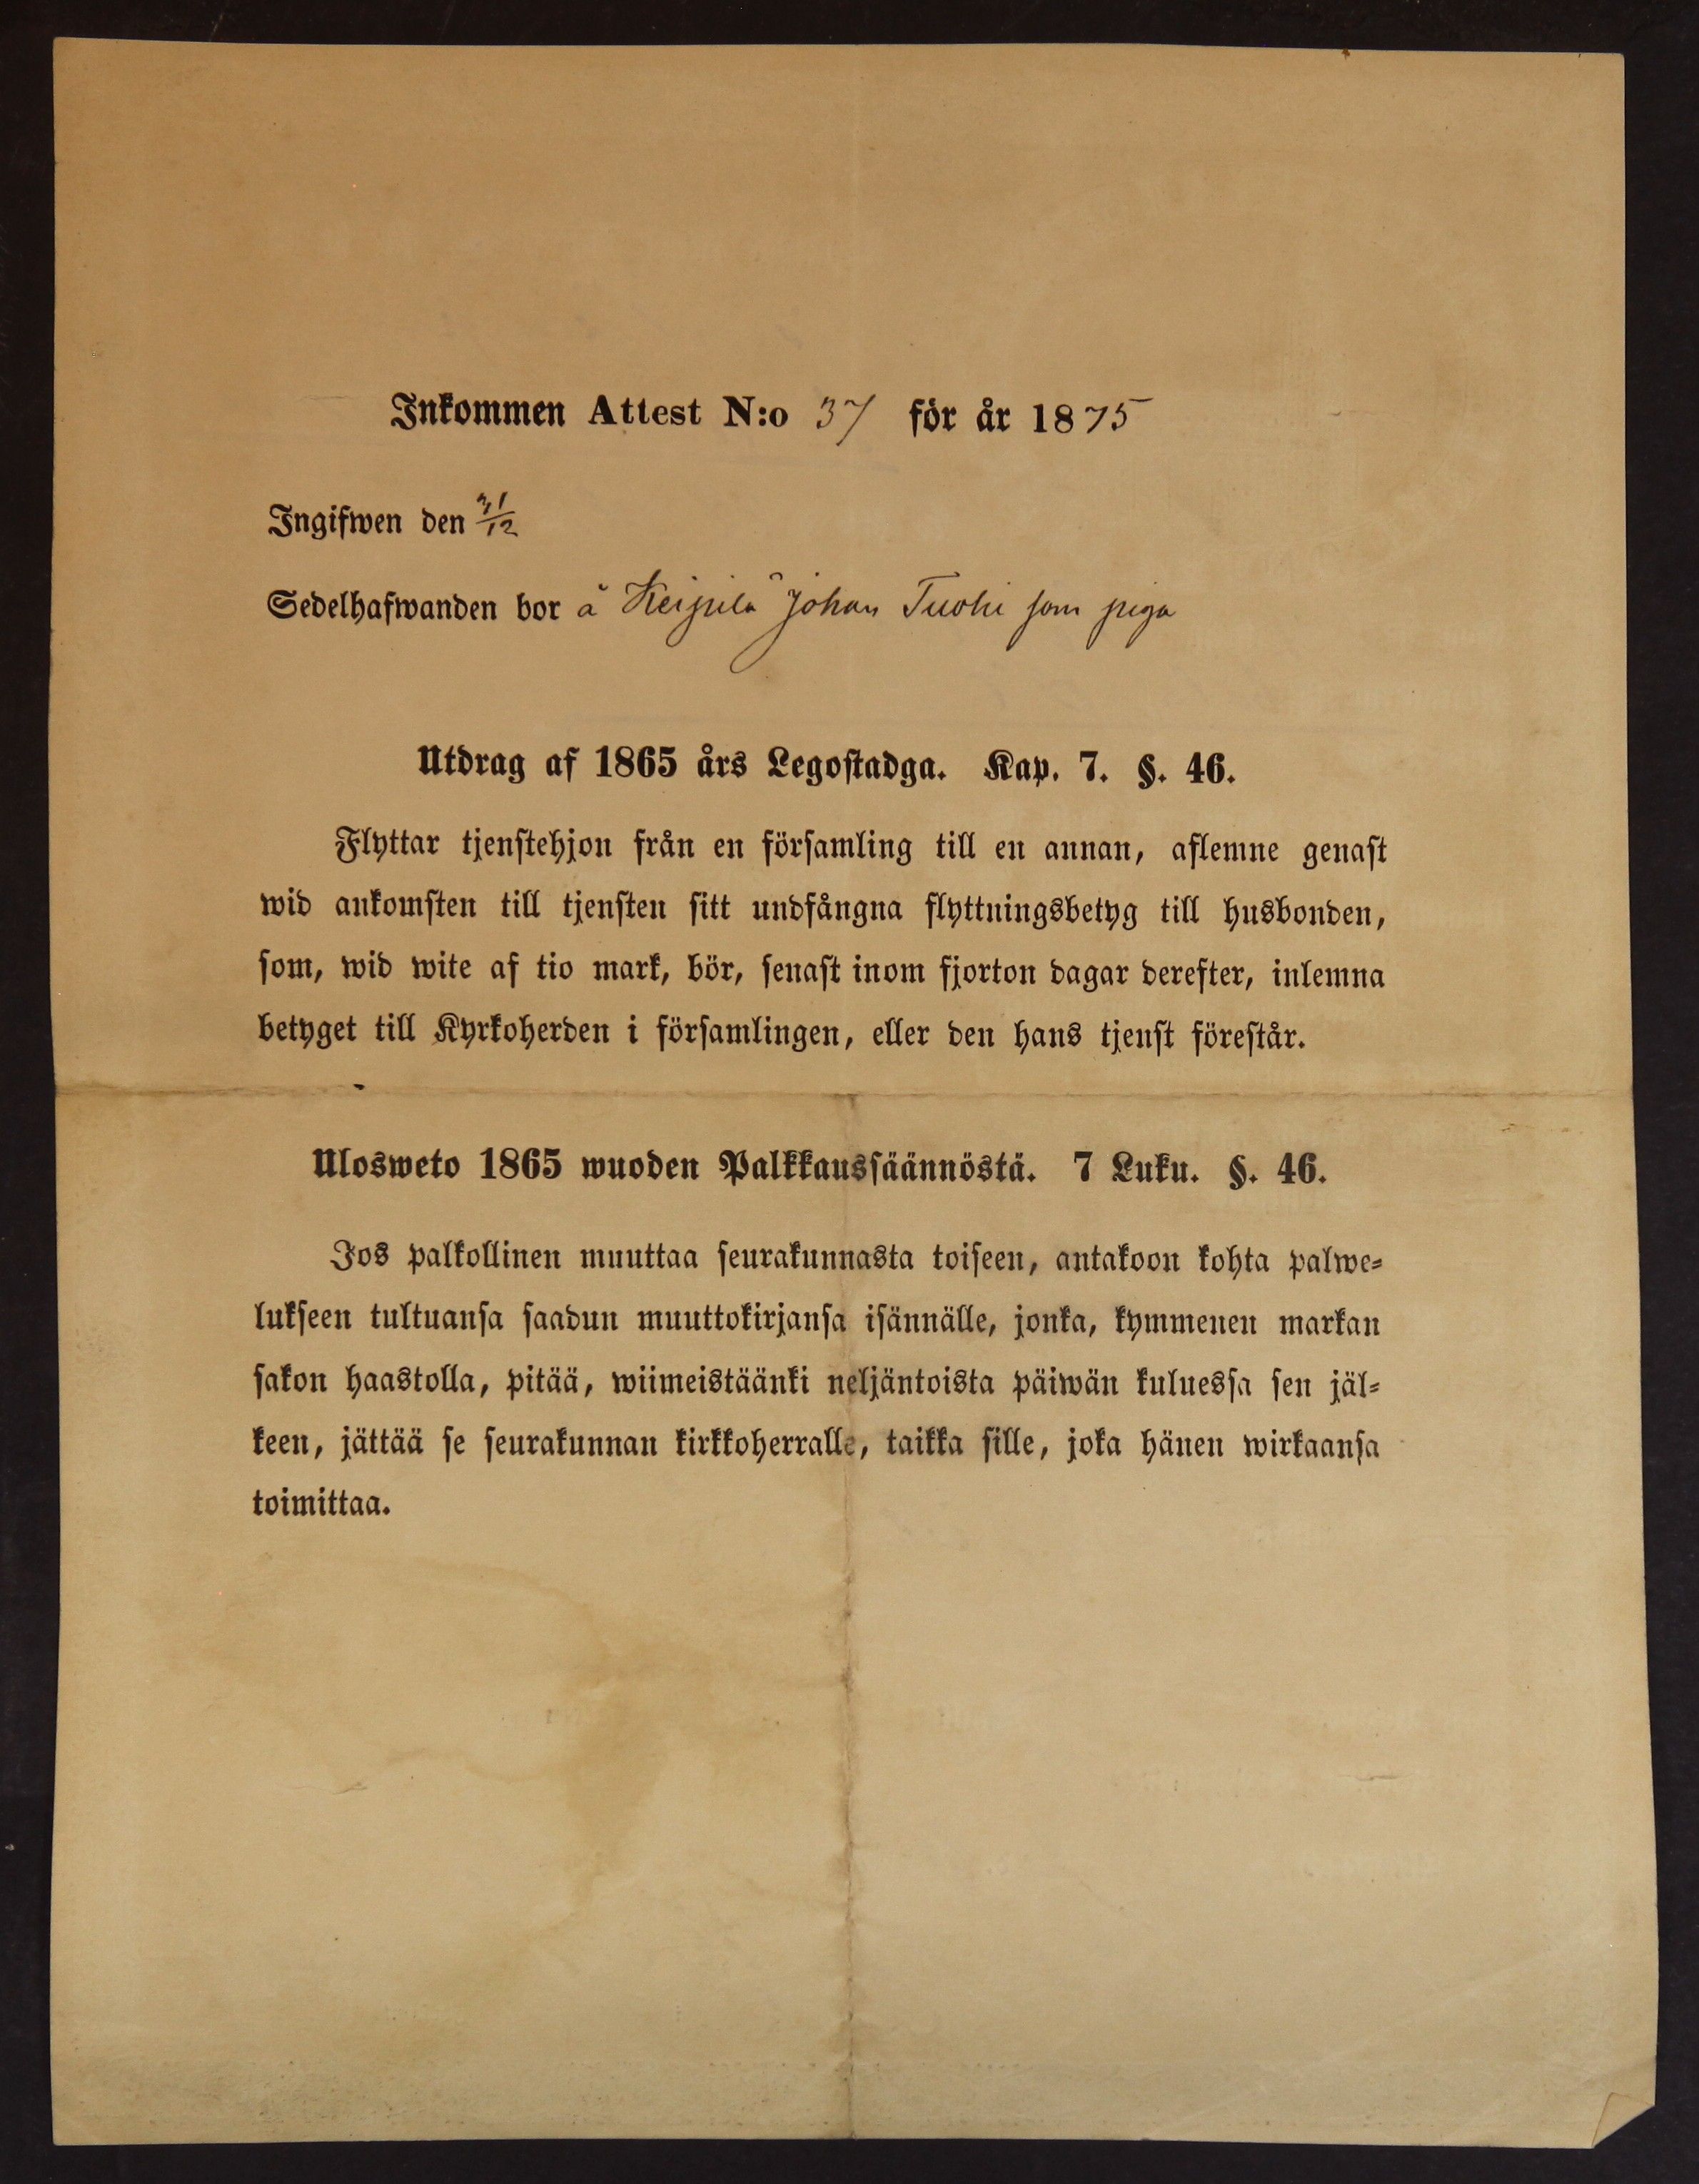 Inkommen Attest N:o 37 för år 1875
Ingifwen den 31/12
Sedelhafwanden bor å Keipilä Johan Tuohi som piga
Utdrag af 1865 års Legostadga. Kap. 7. §. 46.
Flyttar tjenstehjon från en församling till en annan, aflemne genast
wid ankomsten till tjensten sitt undfångna flyttningsbetyg till husbonden,
som, wid wite af tio mark, bör, senast inom fjorton dagar derefter, inlemna
betyget till Kyrkoherden i församlingen, eller den hans tjenst förestår.
Ulosweto 1865 wuoden Palkkaussäännöstä. 7 Luku. §. 46.
Jos palkollinen muuttaa seurakunnasta toiseen, antakoon kohta palwe-
lukseen tultuansa saadun muuttokirjansa isännälle, jonka, kymmenen markan
sakon haastolla, pitää, wiimeistäänki neljäntoista päiwän kuluessa sen jäl-
keen, jättää se seurakunnan kirkkoherralle, taikka sille, joka hänen wirkaansa
toimittaa.